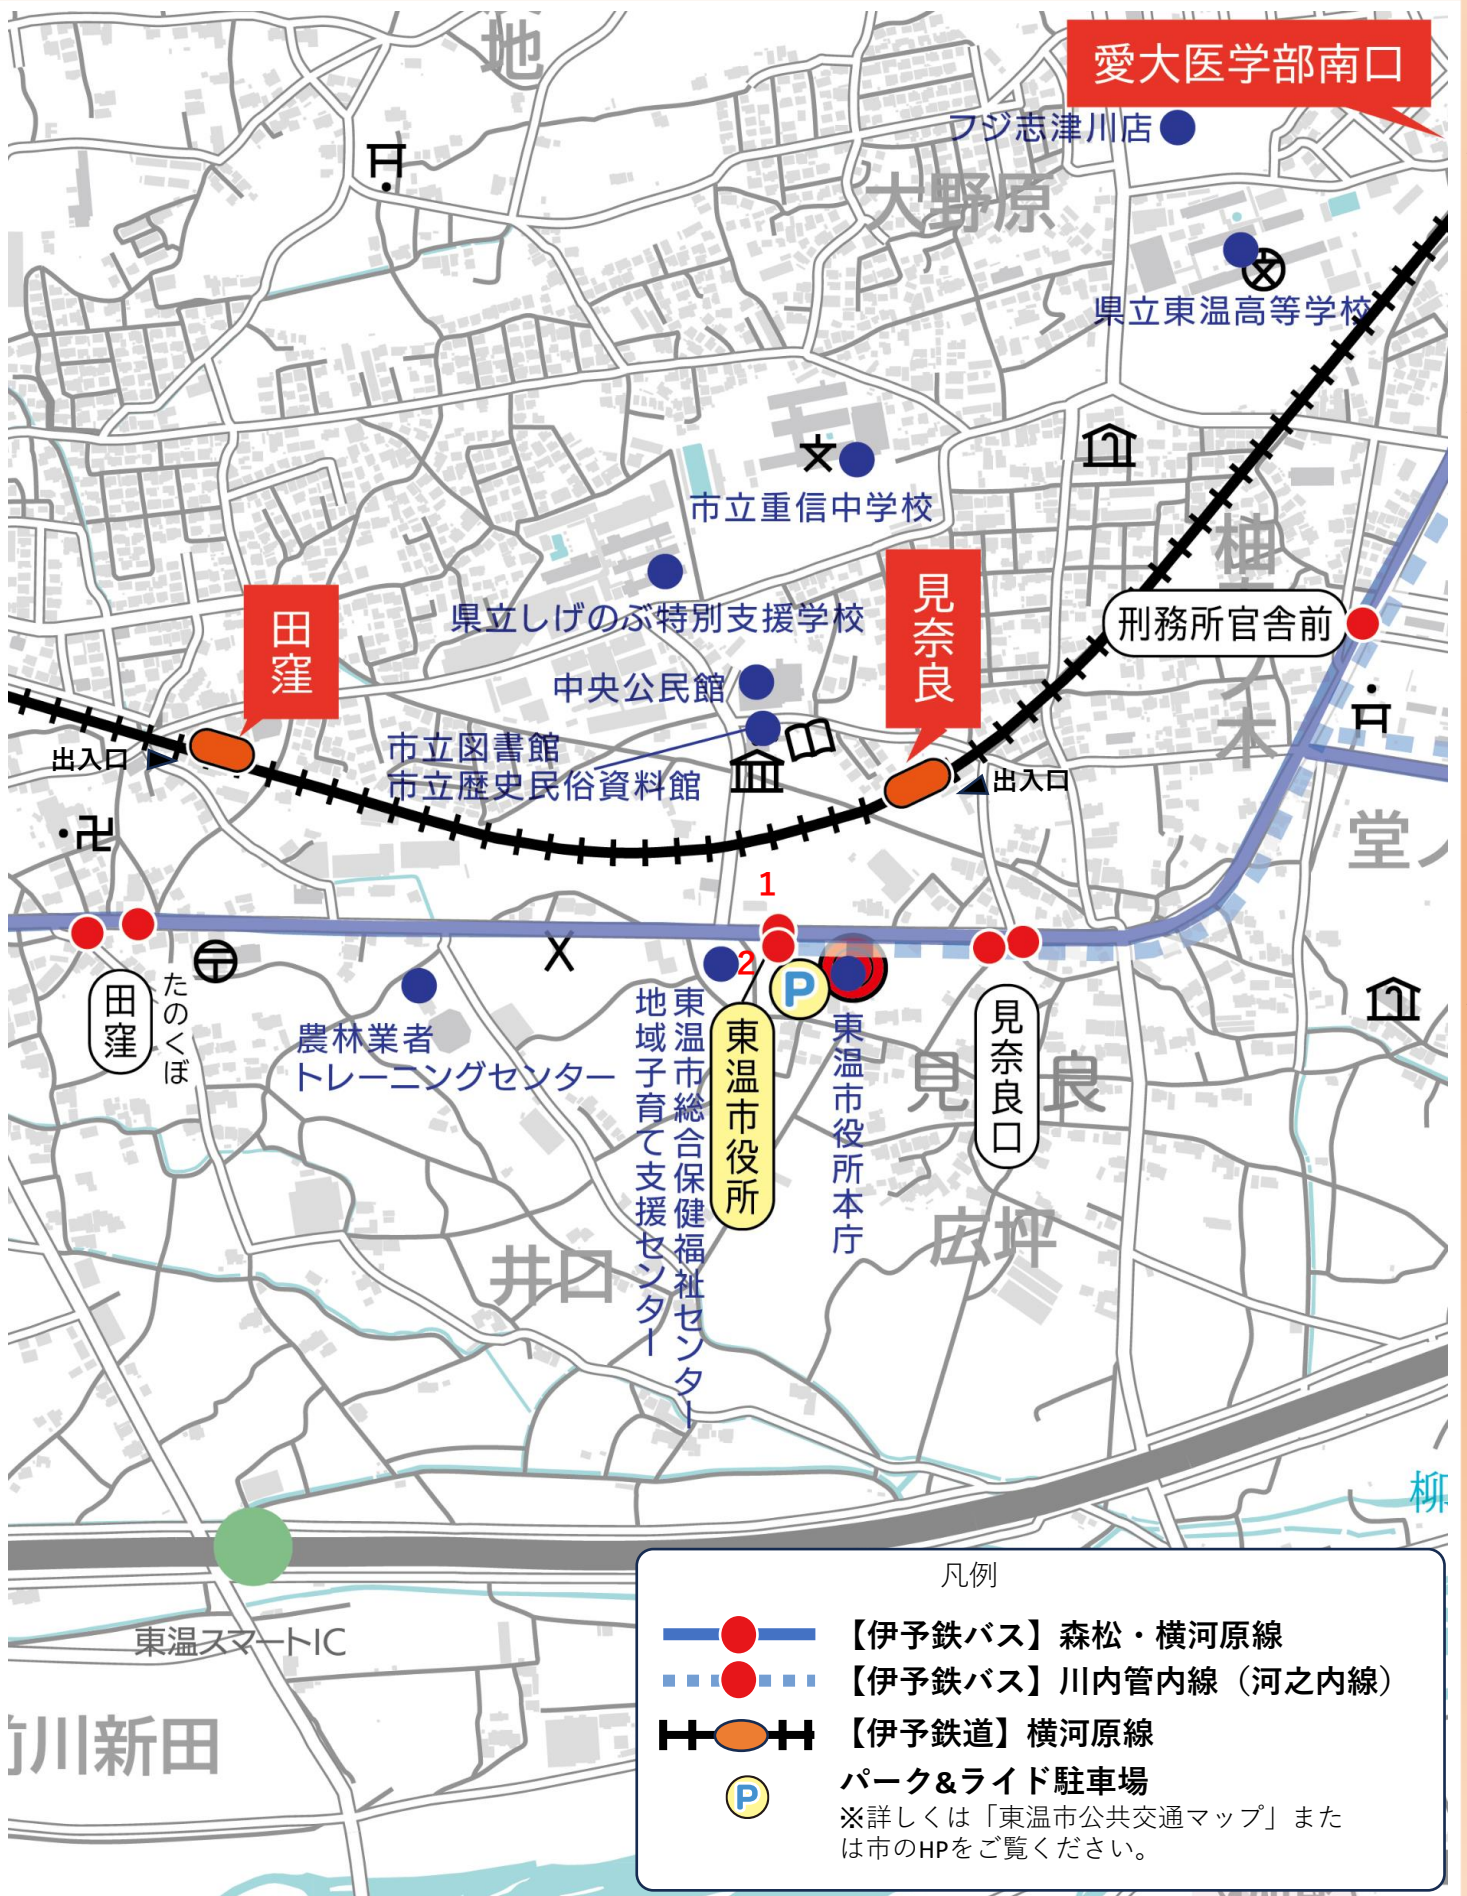 地
愛大医学部南口
フジ志津川店
大野原
県立東温高等学校
文
市立重信中学校
柚
ノ
木
県立しげのぶ特別支援学校
見奈良
田窪
刑務所官舎前
中央公民館
市立図書館
市立歴史民俗資料館
出入口
出入口
堂ノ
1
2
P
田窪
たのくぼ
農林業者
トレーニングセンター
東温市総合保健福祉センター
地域子育て支援センター
東温市役所
東温市役所本庁
見
良
見奈良口
広坪
井口
柳
東温スマートIC
前川新田
凡例
【伊予鉄バス】森松・横河原線
【伊予鉄バス】川内管内線（河之内線）
【伊予鉄道】横河原線
P
パーク&ライド駐車場
※詳しくは「東温市公共交通マップ」また
は市のHPをご覧ください。